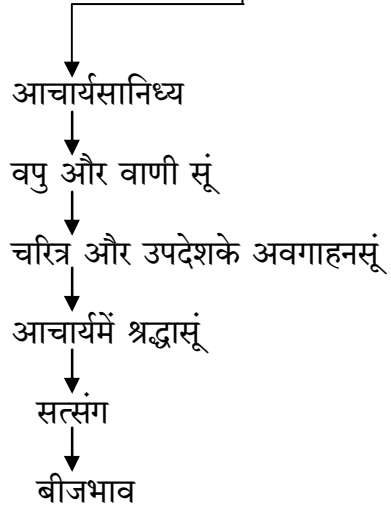 आचार्यसानिध्य
वपु और वाणी सूं
चरित्र और उपदेशके अवगाहनसूं
आचार्यमें श्रद्धासूं
सत्संग
बीजभाव